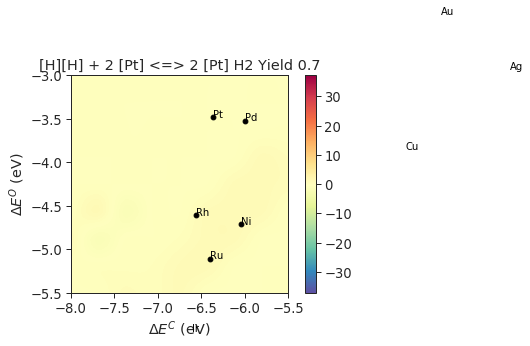 Au
Ag
[H][H] + 2 [Pt] <=> 2 [Pt] H2 Yield 0.7
Cu
−3.0
−3.5
−4.0
−4.5
−5.0
−5.5
ΔE^O (eV)
Pt
Pd
Rh
Ni
Ru
30
20
10
0
−10
−20
−30
−8.0 −7.5 −7.0 −6.5 −6.0 −5.5
ΔE^C (eV)
Ir